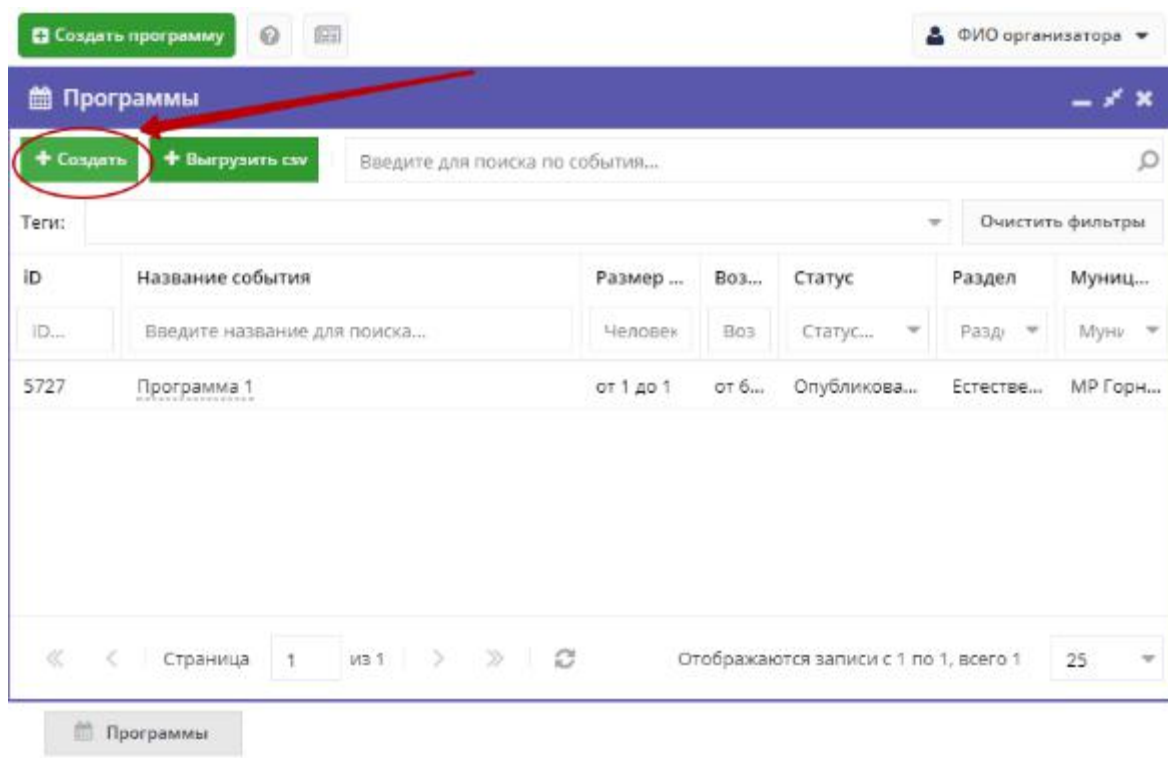 Создать программу
ФИО организатора
Программы
Создать Выгрузить csv Введите для поиска по события...
Теги: Очистить фильтры
iD Название события Размер ... Воз... Статус Раздел Муниц...
iD... Введите название для поиска... Человек Воз Статус... Разд Муни
5727 Программа 1 от 1 до 1 от 6... Опубликова... Естестве... МР Горн...
Страница 1 из 1 Отображаются записи с 1 по 1, всего 1 25
Программы